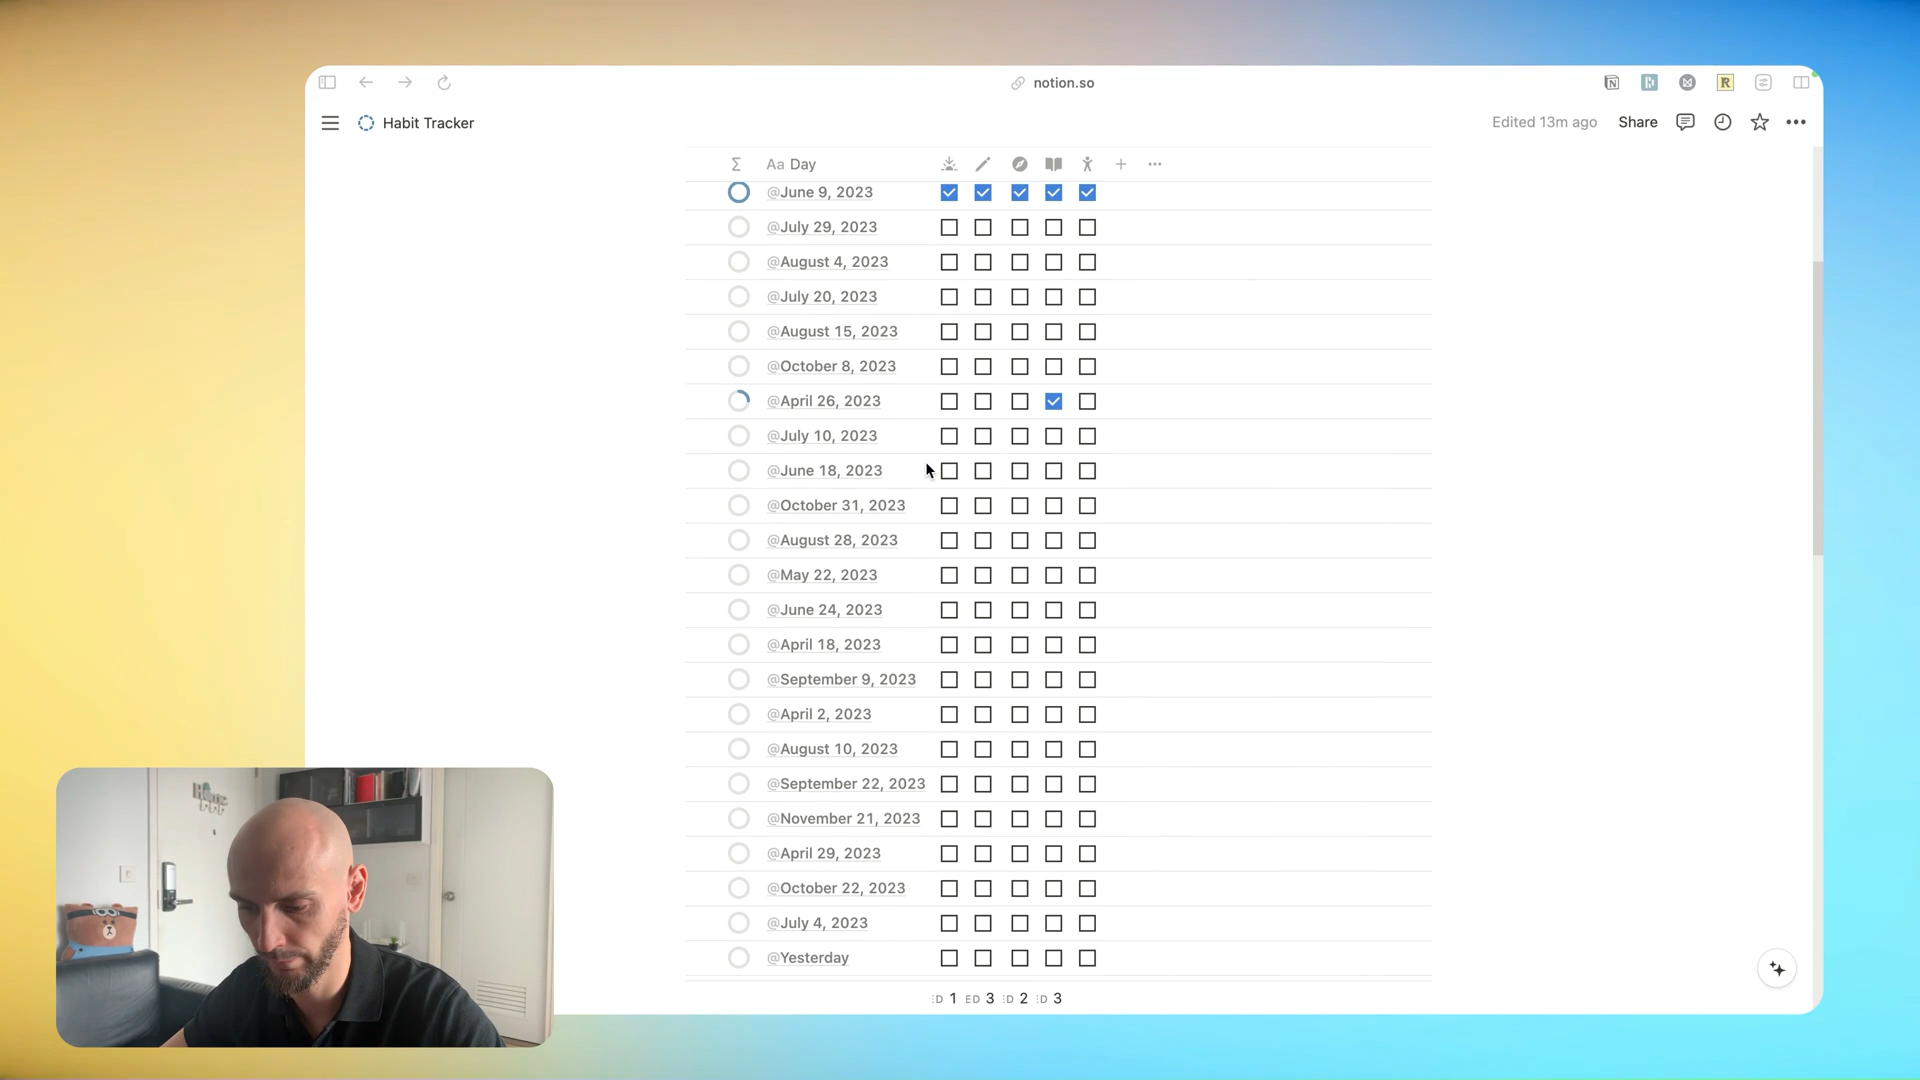 notion.so
Habit Tracker
Edited 13m ago Share
Σ Aa Day
@June 9, 2023
@July 29, 2023
@August 4, 2023
@July 20, 2023
@August 15, 2023
@October 8, 2023
@April 26, 2023
@July 10, 2023
@June 18, 2023
@October 31, 2023
@August 28, 2023
@May 22, 2023
@June 24, 2023
@April 18, 2023
@September 9, 2023
@April 2, 2023
@August 10, 2023
@September 22, 2023
@November 21, 2023
@April 29, 2023
@October 22, 2023
@July 4, 2023
@Yesterday
D 1 ED 3 D 2 D 3
Home